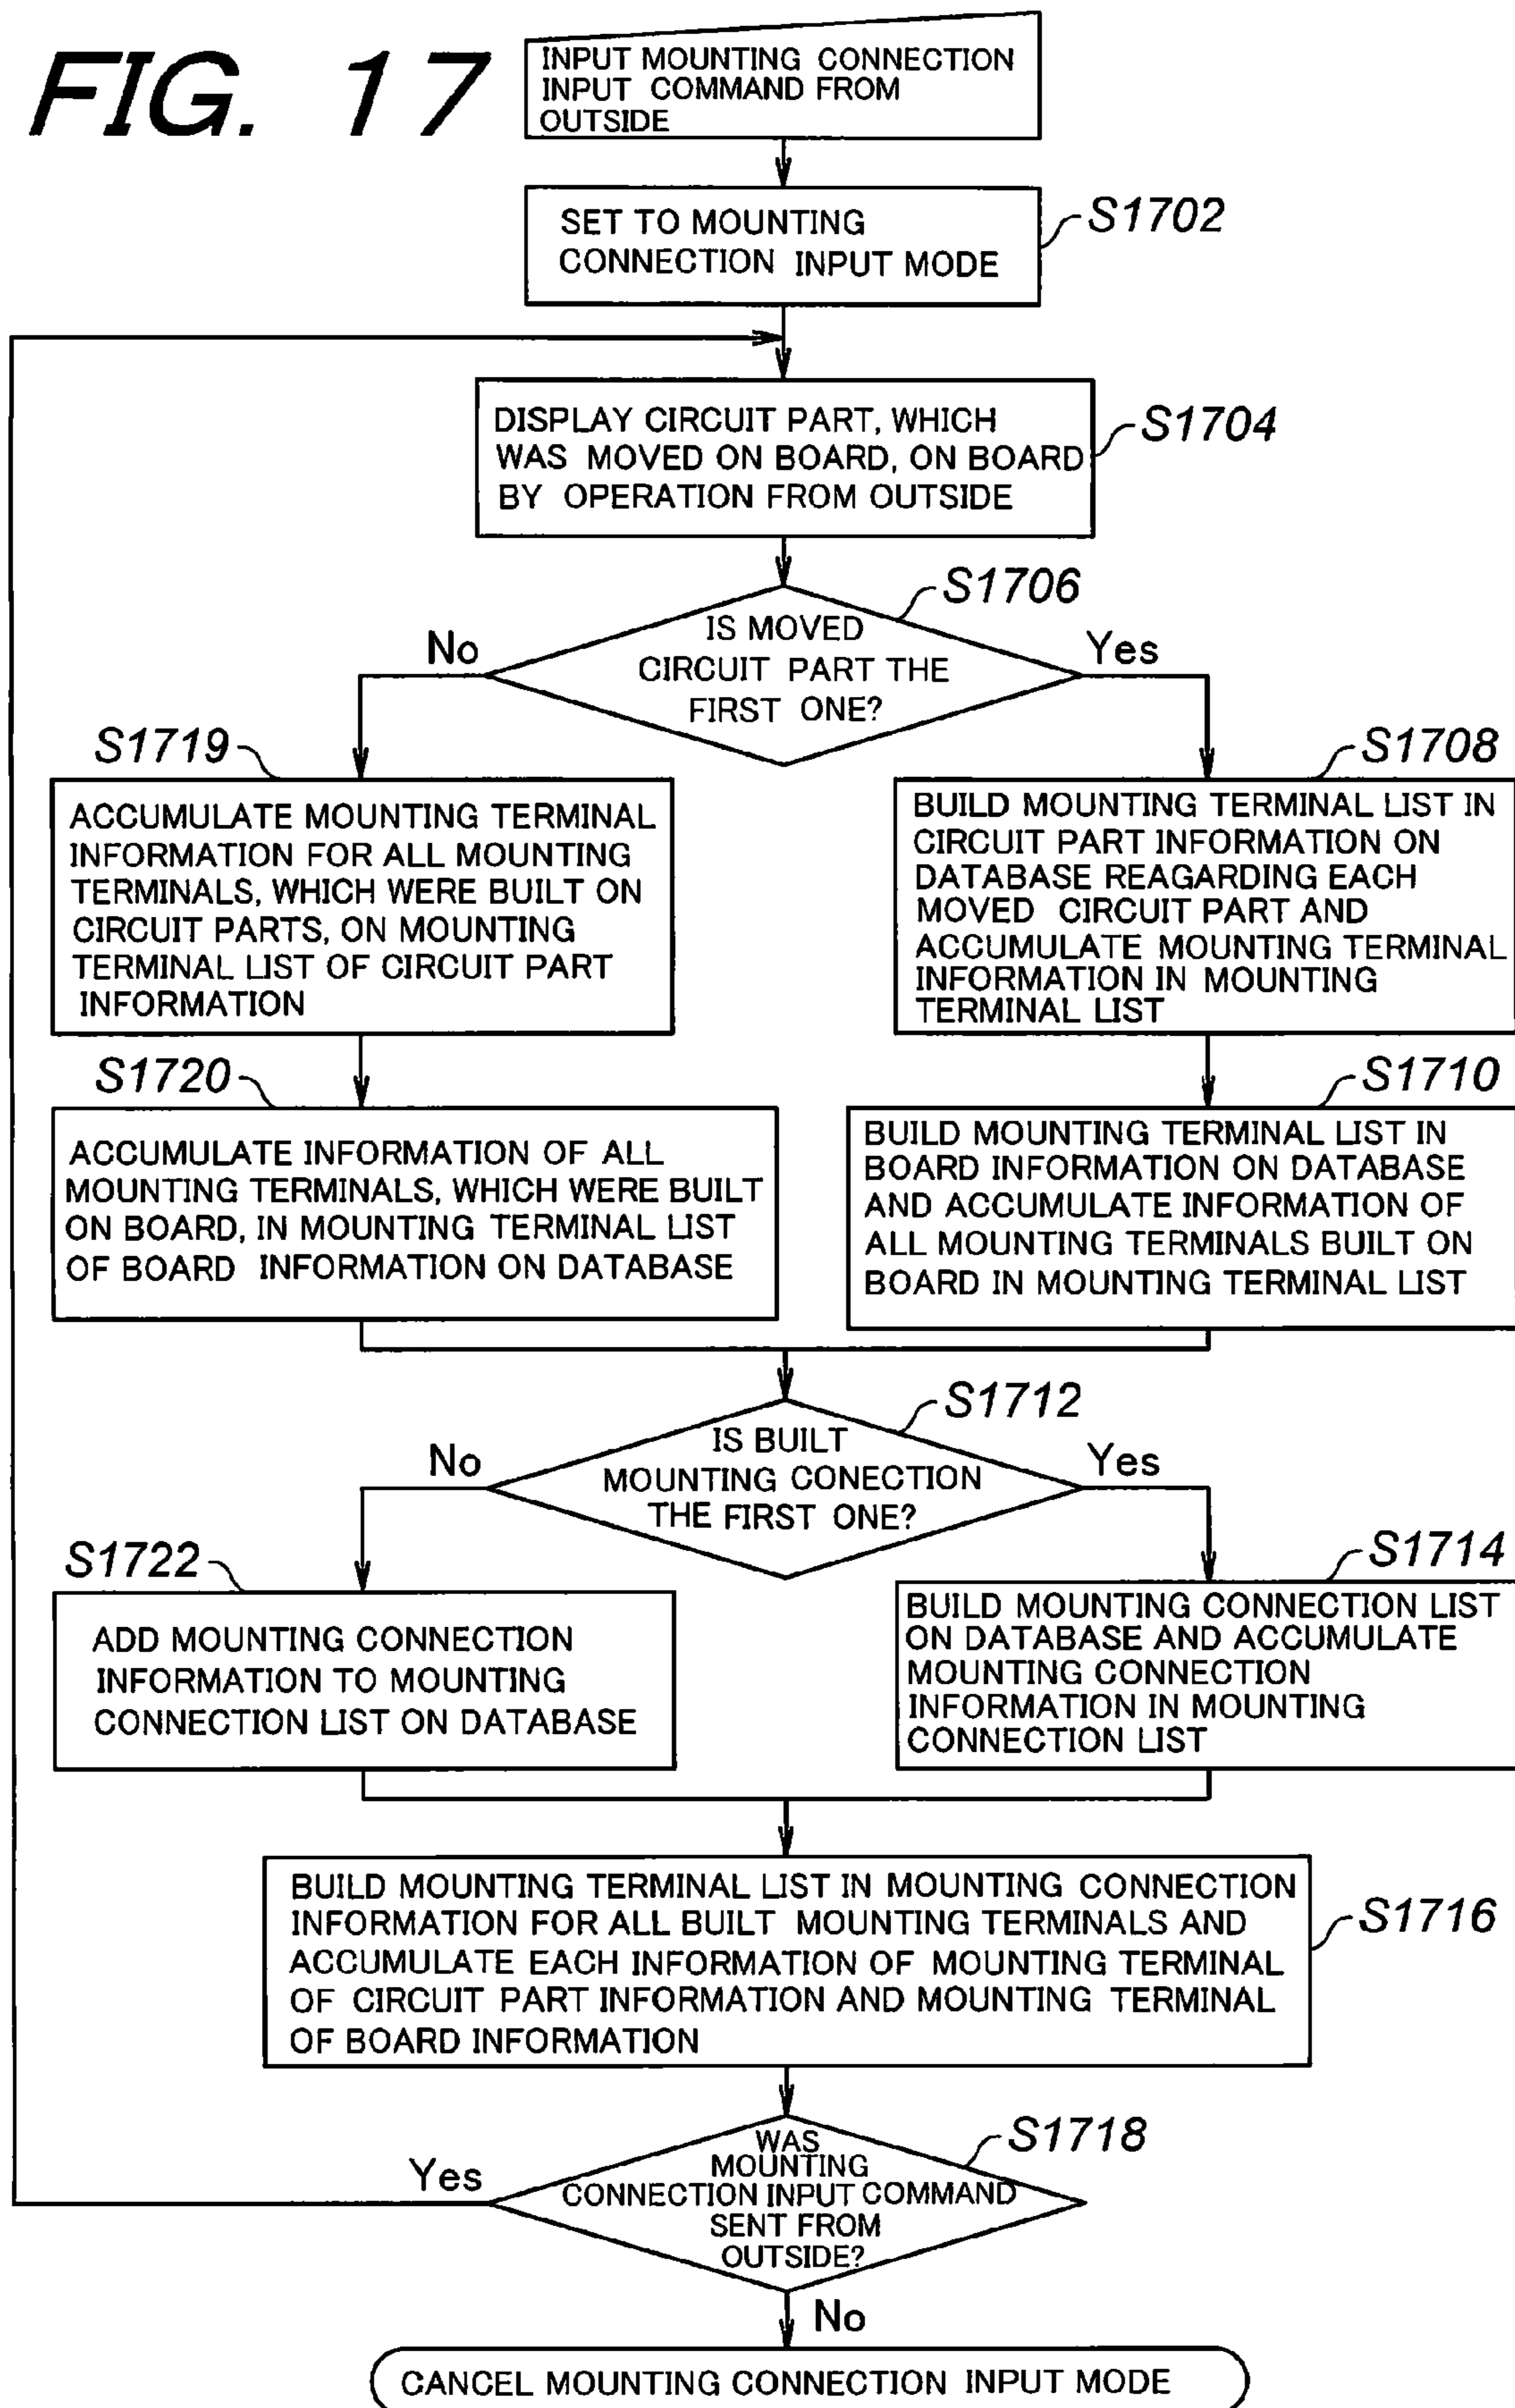 FIG. 17
INPUT MOUNTING CONNECTION
INPUT COMMAND FROM
OUTSIDE
SET TO MOUNTING
CONNECTION INPUT MODE
S1702
DISPLAY CIRCUIT PART, WHICH
WAS MOVED ON BOARD, ON BOARD
BY OPERATION FROM OUTSIDE
S1704
S1706
IS MOVED
CIRCUIT PART THE
FIRST ONE?
No
Yes
S1719
ACCUMULATE MOUNTING TERMINAL
INFORMATION FOR ALL MOUNTING
TERMINALS, WHICH WERE BUILT ON
CIRCUIT PARTS, ON MOUNTING
TERMINAL LIST OF CIRCUIT PART
INFORMATION
S1708
BUILD MOUNTING TERMINAL LIST IN
CIRCUIT PART INFORMATION ON
DATABASE REAGARDING EACH
MOVED CIRCUIT PART AND
ACCUMULATE MOUNTING TERMINAL
INFORMATION IN MOUNTING
TERMINAL LIST
S1720
ACCUMULATE INFORMATION OF ALL
MOUNTING TERMINALS, WHICH WERE BUILT
ON BOARD, IN MOUNTING TERMINAL LIST
OF BOARD INFORMATION ON DATABASE
S1710
BUILD MOUNTING TERMINAL LIST IN
BOARD INFORMATION ON DATABASE
AND ACCUMULATE INFORMATION OF
ALL MOUNTING TERMINALS BUILT ON
BOARD IN MOUNTING TERMINAL LIST
S1712
IS BUILT
MOUNTING CONECTION
THE FIRST ONE?
No
Yes
S1722
ADD MOUNTING CONNECTION
INFORMATION TO MOUNTING
CONNECTION LIST ON DATABASE
S1714
BUILD MOUNTING CONNECTION LIST
ON DATABASE AND ACCUMULATE
MOUNTING CONNECTION
INFORMATION IN MOUNTING
CONNECTION LIST
BUILD MOUNTING TERMINAL LIST IN MOUNTING CONNECTION
INFORMATION FOR ALL BUILT MOUNTING TERMINALS AND
ACCUMULATE EACH INFORMATION OF MOUNTING TERMINAL
OF CIRCUIT PART INFORMATION AND MOUNTING TERMINAL
OF BOARD INFORMATION
S1716
S1718
WAS
MOUNTING
CONNECTION INPUT COMMAND
SENT FROM
OUTSIDE?
Yes
No
CANCEL MOUNTING CONNECTION INPUT MODE